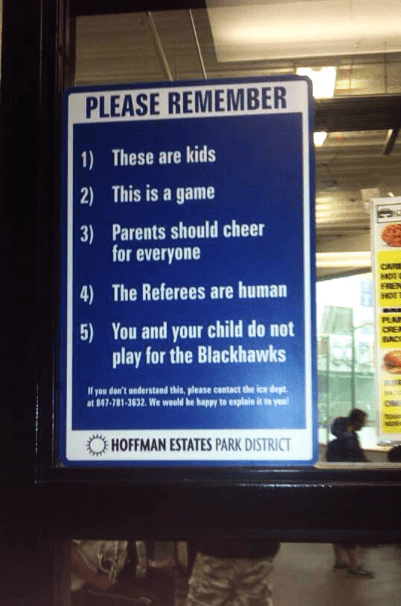 PLEASE REMEMBER
1) These are kids
2) This is a game
3) Parents should cheer
for everyone
4) The Referees are human
5) You and your child do not
play for the Blackhawks
If you don't understand this, please contact the ice dept.
at 847-781-3632. We would be happy to explain it to you!
HOFFMAN ESTATES PARK DISTRICT
HOT